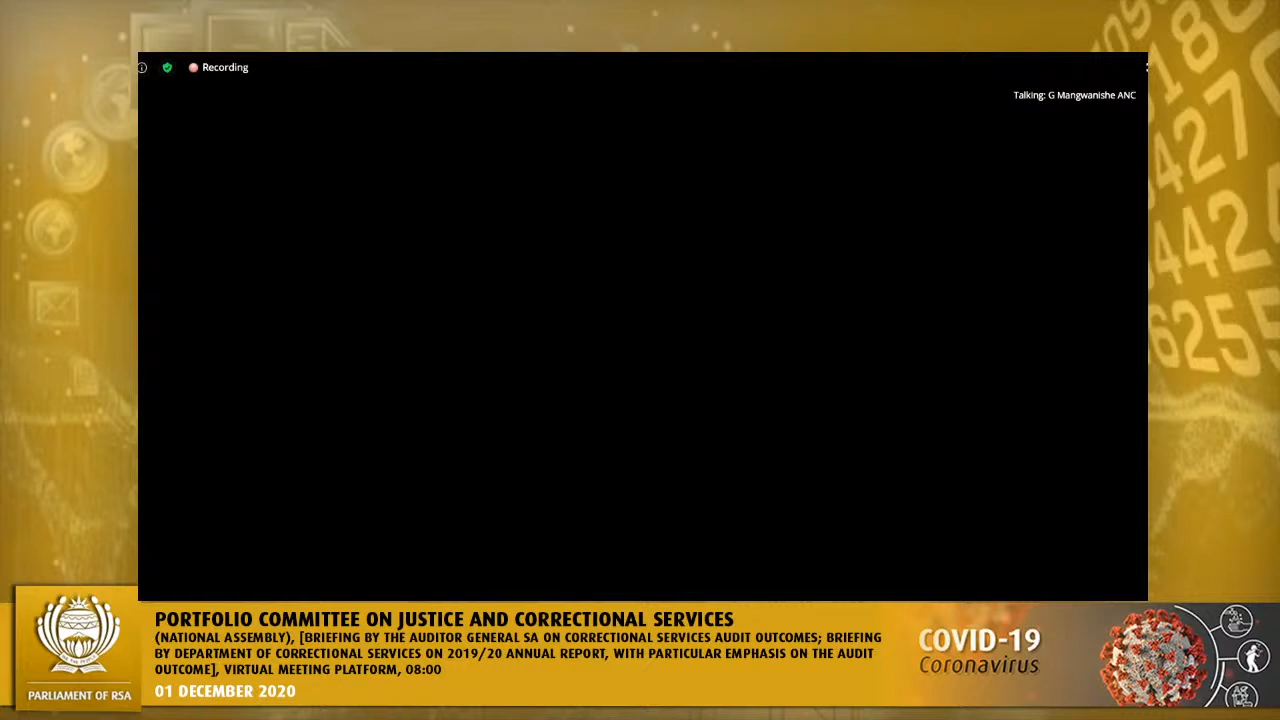 Recording
Talking: G Mangwanishe ANC
PORTFOLIO COMMITTEE ON JUSTICE AND CORRECTIONAL SERVICES
(NATIONAL ASSEMBLY), [BRIEFING BY THE AUDITOR GENERAL SA ON CORRECTIONAL SERVICES AUDIT OUTCOMES; BRIEFING
BY DEPARTMENT OF CORRECTIONAL SERVICES ON 2019/20 ANNUAL REPORT, WITH PARTICULAR EMPHASIS ON THE AUDIT
OUTCOME], VIRTUAL MEETING PLATFORM, 08:00
01 DECEMBER 2020
PARLIAMENT OF RSA
COVID-19
Coronavirus